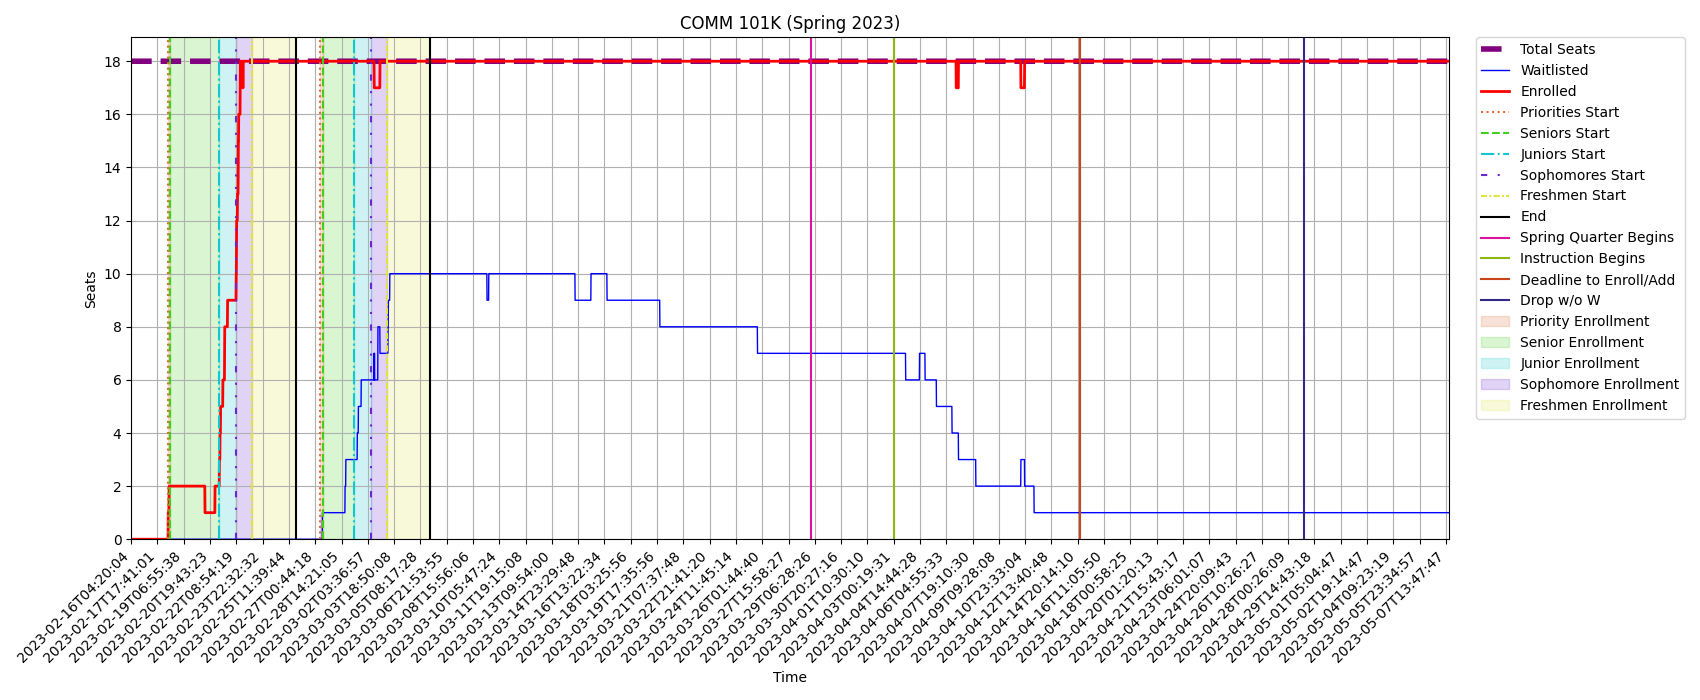 COMM 101K (Spring 2023)
Seats
18
16
14
12
10
8
6
4
2
0
2023-02-16T04:20:04
2023-02-17T17:41:01
2023-02-19T06:55:38
2023-02-20T19:43:23
2023-02-22T08:54:19
2023-02-23T22:32:32
2023-02-25T11:39:44
2023-02-27T00:44:18
2023-02-28T14:21:05
2023-03-02T03:36:57
2023-03-03T18:50:08
2023-03-05T08:17:28
2023-03-06T21:53:55
2023-03-08T15:56:06
2023-03-10T05:47:24
2023-03-11T19:15:08
2023-03-13T09:54:00
2023-03-14T23:29:48
2023-03-16T13:22:34
2023-03-18T03:25:56
2023-03-19T17:35:56
2023-03-21T07:37:48
2023-03-22T21:41:20
2023-03-24T11:45:14
2023-03-26T01:44:40
2023-03-27T15:58:27
2023-03-29T06:28:26
2023-03-30T20:27:16
2023-04-01T10:30:10
2023-04-03T00:19:31
2023-04-04T14:44:28
2023-04-06T04:55:33
2023-04-07T19:10:30
2023-04-09T09:28:08
2023-04-10T23:33:04
2023-04-12T13:40:48
2023-04-14T20:14:10
2023-04-16T11:05:50
2023-04-18T00:58:25
2023-04-20T01:20:13
2023-04-21T15:43:17
2023-04-23T06:01:07
2023-04-24T20:09:43
2023-04-26T10:26:27
2023-04-28T00:26:09
2023-04-29T14:43:18
2023-05-01T05:04:47
2023-05-02T19:14:47
2023-05-04T09:23:19
2023-05-05T23:34:57
2023-05-07T13:47:47
Time
Total Seats
Waitlisted
Enrolled
Priorities Start
Seniors Start
Juniors Start
Sophomores Start
Freshmen Start
End
Spring Quarter Begins
Instruction Begins
Deadline to Enroll/Add
Drop w/o W
Priority Enrollment
Senior Enrollment
Junior Enrollment
Sophomore Enrollment
Freshmen Enrollment